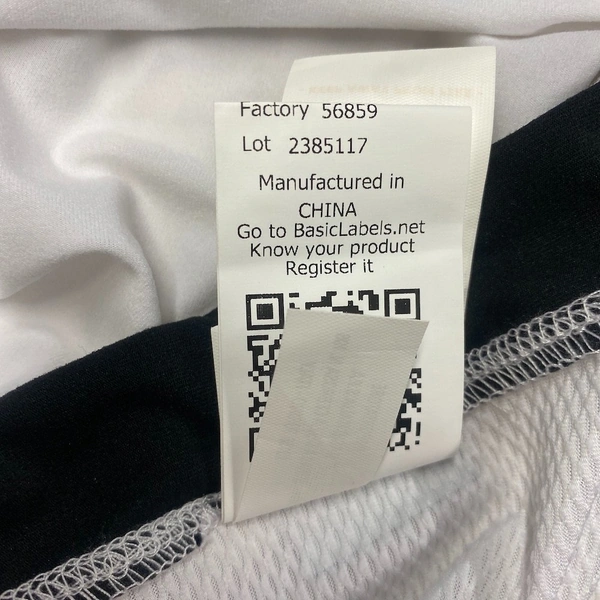 Factory 56859
Lot 2385117
Manufactured in
CHINA
Go to BasicLabels.net
Know your product
Register it